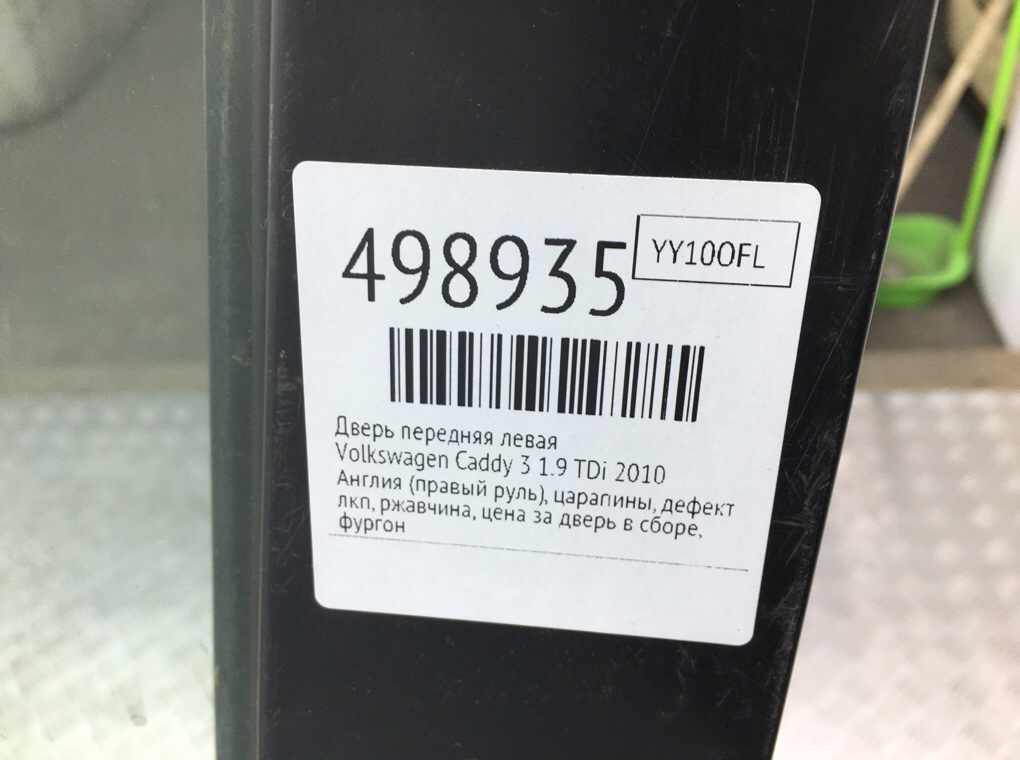 498935
YY10OFL
Дверь передняя левая
Volkswagen Caddy 3 1.9 TDi 2010
Англия (правый руль), царапины, дефект
лкп, ржавчина, цена за дверь в сборе,
фургон